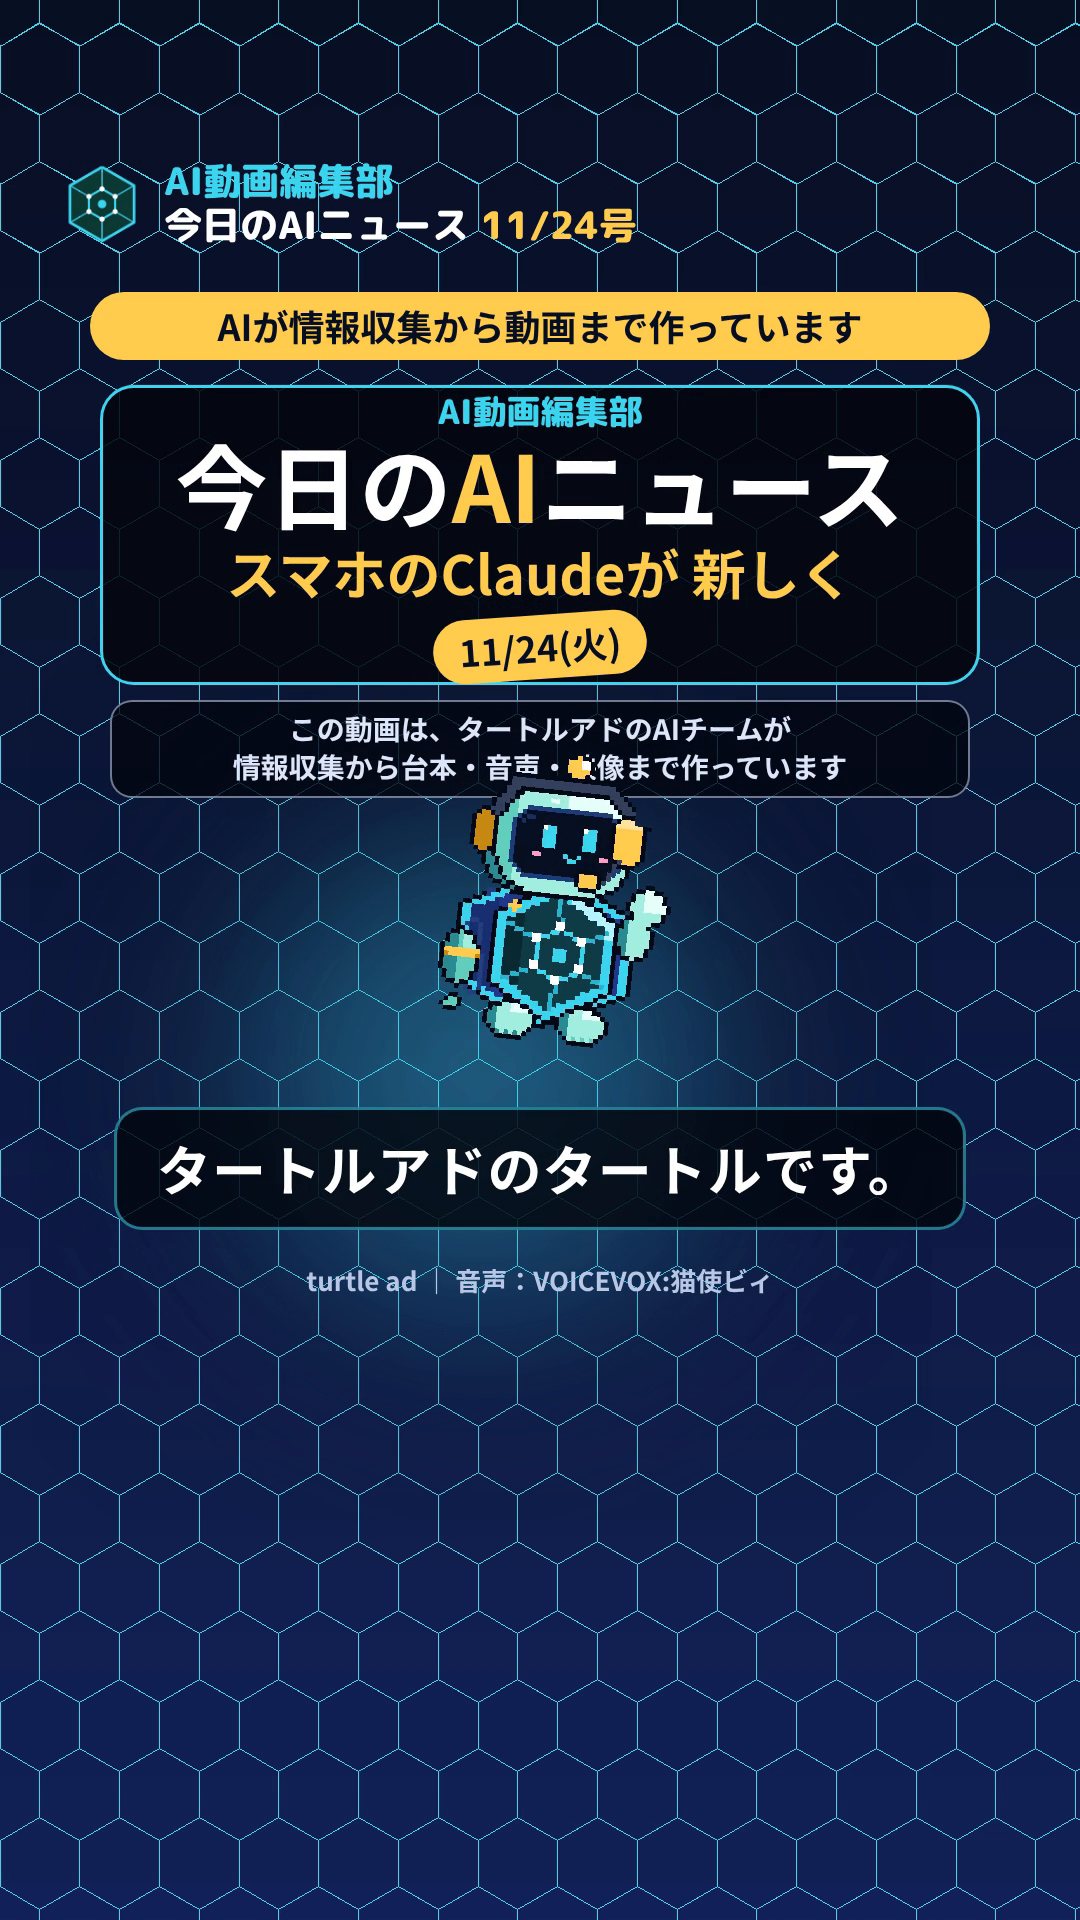 AI動画編集部
今日のAIニュース 11/24号
AIが情報収集から動画まで作っています
AI動画編集部
今日のAIニュース
スマホのClaudeが 新しく
11/24(火)
この動画は、タートルアドのAIチームが
情報収集から台本・音声・像まで作っています
タートルアドのタートルです。
turtle ad ｜ 音声：VOICEVOX:猫使ビィ